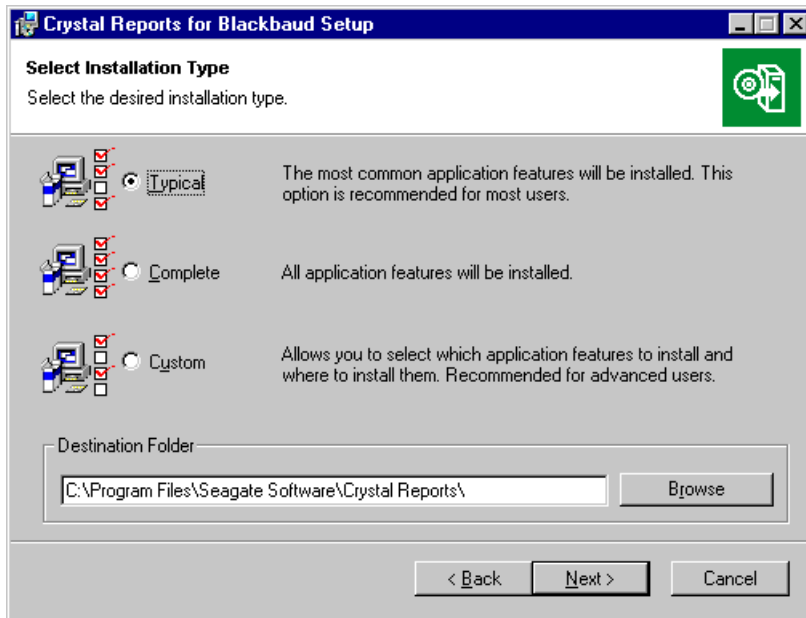 Crystal Reports for Blackbaud Setup
Select Installation Type
Select the desired installation type.
Typical
The most common application features will be installed. This
option is recommended for most users.
Complete
All application features will be installed.
Custom
Allows you to select which application features to install and
where to install them. Recommended for advanced users.
Destination Folder
C:\Program Files\Seagate Software\Crystal Reports\
Browse
< Back
Next >
Cancel